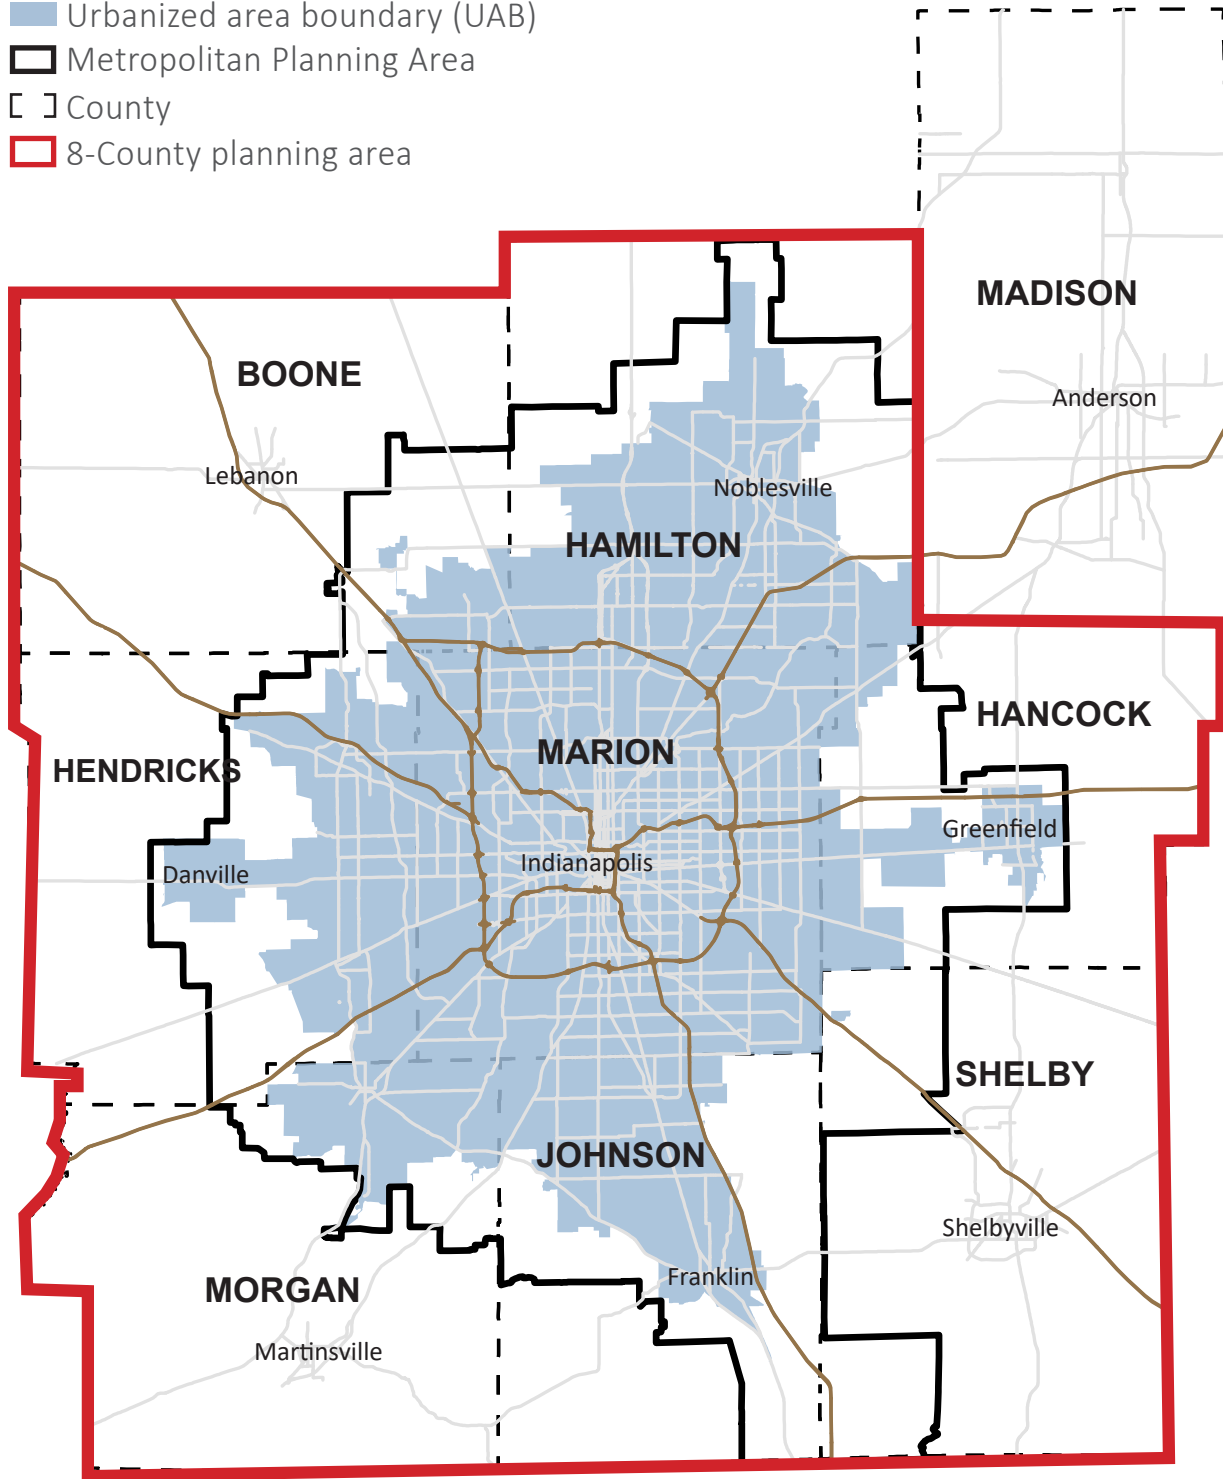 Urbanized area boundary (UAB)
Metropolitan Planning Area
County
8-County planning area
MADISON
BOONE
Anderson
Lebanon
Noblesville
HAMILTON
HANCOCK
MARION
HENDRICKS
Greenfield
Indianapolis
Danville
SHELBY
JOHNSON
Shelbyville
Franklin
MORGAN
Martinsville